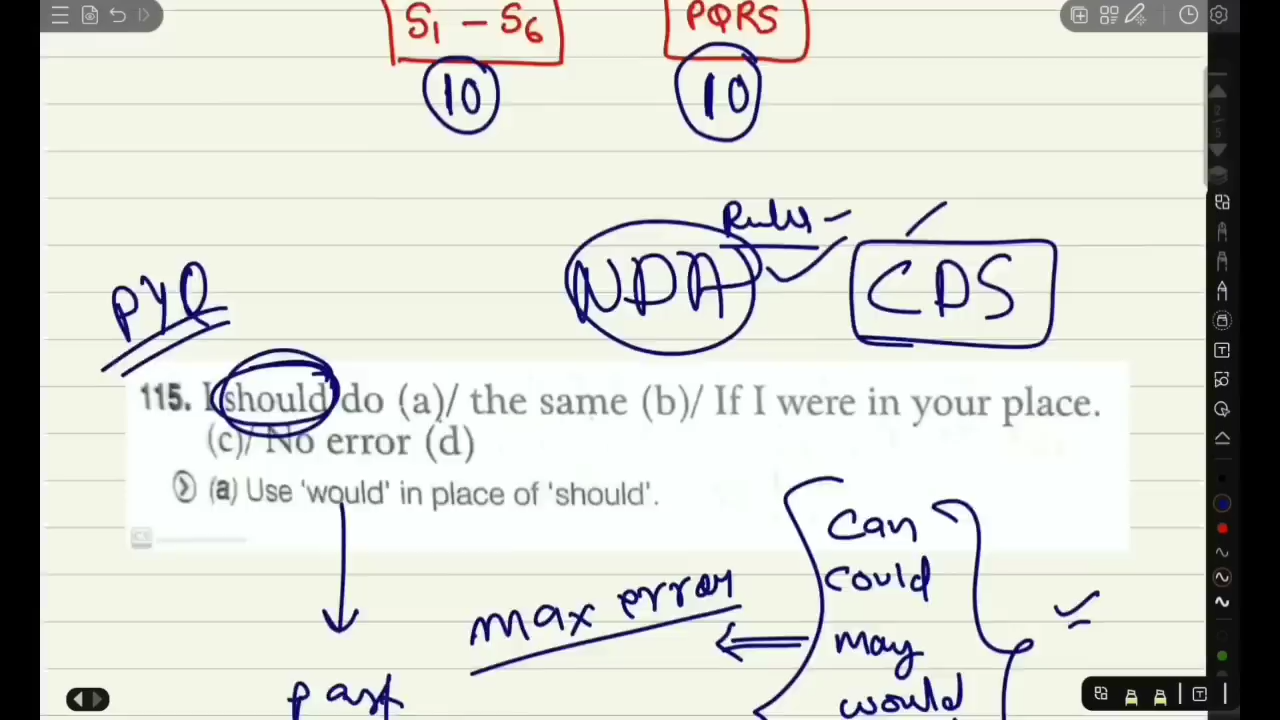 S1 - S6 PQRS
10 10
Rules -
NDA CDS
PYQ
115. I should do (a)/ the same (b)/ If I were in your place.
(c)/ No error (d)
(a) Use 'would' in place of 'should'.
can
could
max error
may
past
would